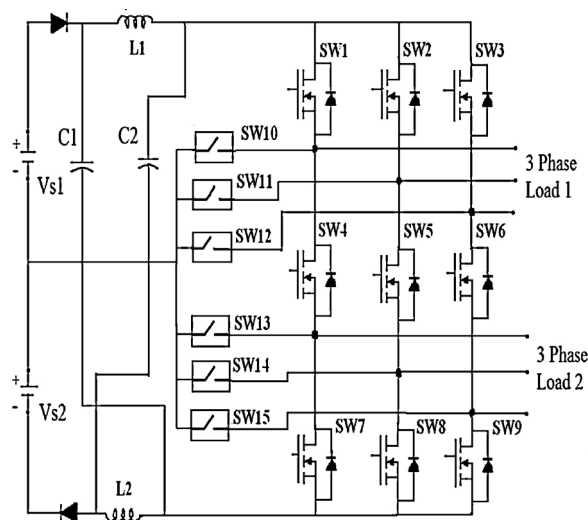 L1
SW1
SW2
SW3
+
-
Vs1
C1
C2
SW10
SW11
SW12
3 Phase
Load 1
SW4
SW5
SW6
SW13
SW14
SW15
3 Phase
Load 2
+
-
Vs2
SW7
SW8
SW9
L2